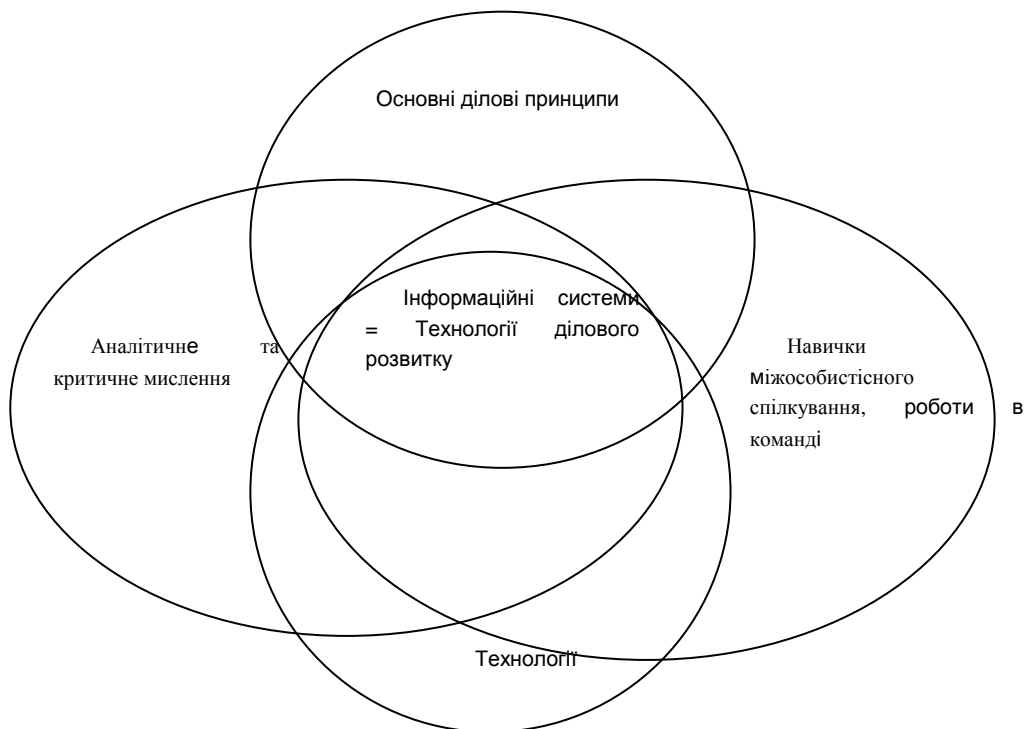 Основні ділові принципи
Інформаційні системи
= Технології ділового
розвитку
Аналітичне та
критичне мислення
Навички
міжособистісного
спілкування, роботи в
команді
Технології